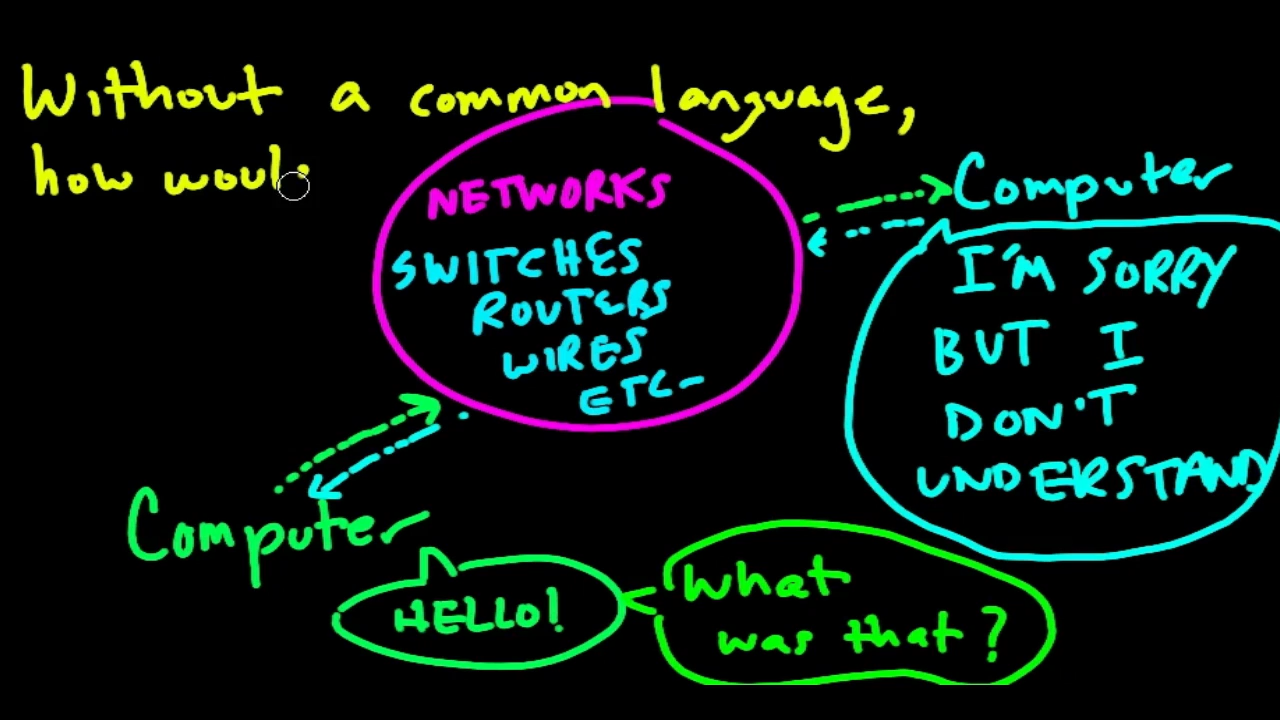 Without a common language,
how woul
NETWORKS
SWITCHES
ROUTERS
WIRES
ETC-
Computer
I'M SORRY
BUT I
DON'T
UNDERSTAND
Computer
HELLO!
What
was that?